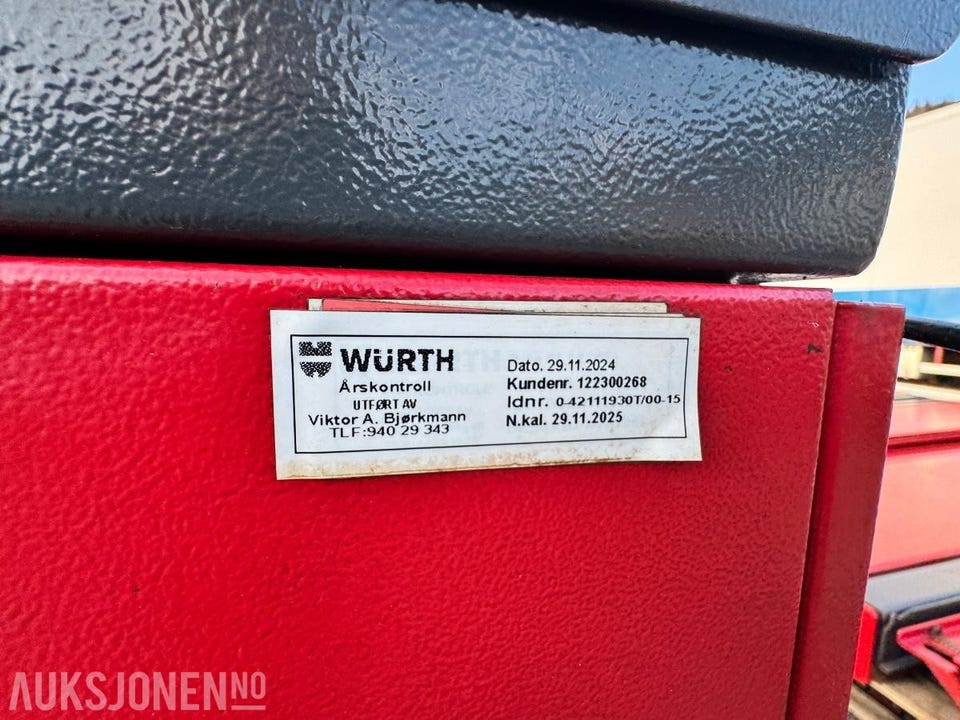 WÜRTH
Årskontroll
UTFØRT AV
Viktor A. Bjørkmann
TLF:940 29 343
Dato. 29.11.2024
Kundenr. 122300268
Idnr. 0-42111930T/00-15
N.kal. 29.11.2025
AUKSJONEN.NO